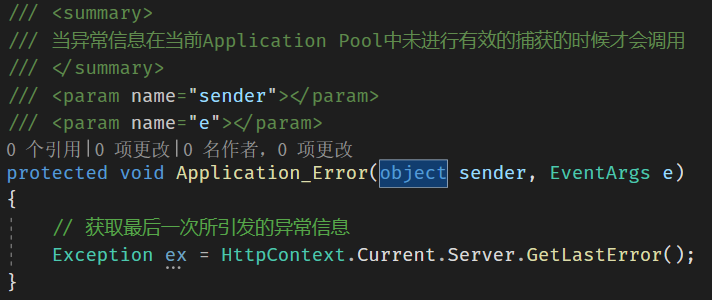 /// <summary>
/// 当异常信息在当前Application Pool中未进行有效的捕获的时候才会调用
/// </summary>
/// <param name="sender"></param>
/// <param name="e"></param>
0 个引用|0 项更改|0 名作者，0 项更改
protected void Application_Error(object sender, EventArgs e)
{
// 获取最后一次所引发的异常信息
Exception ex = HttpContext.Current.Server.GetLastError();
}